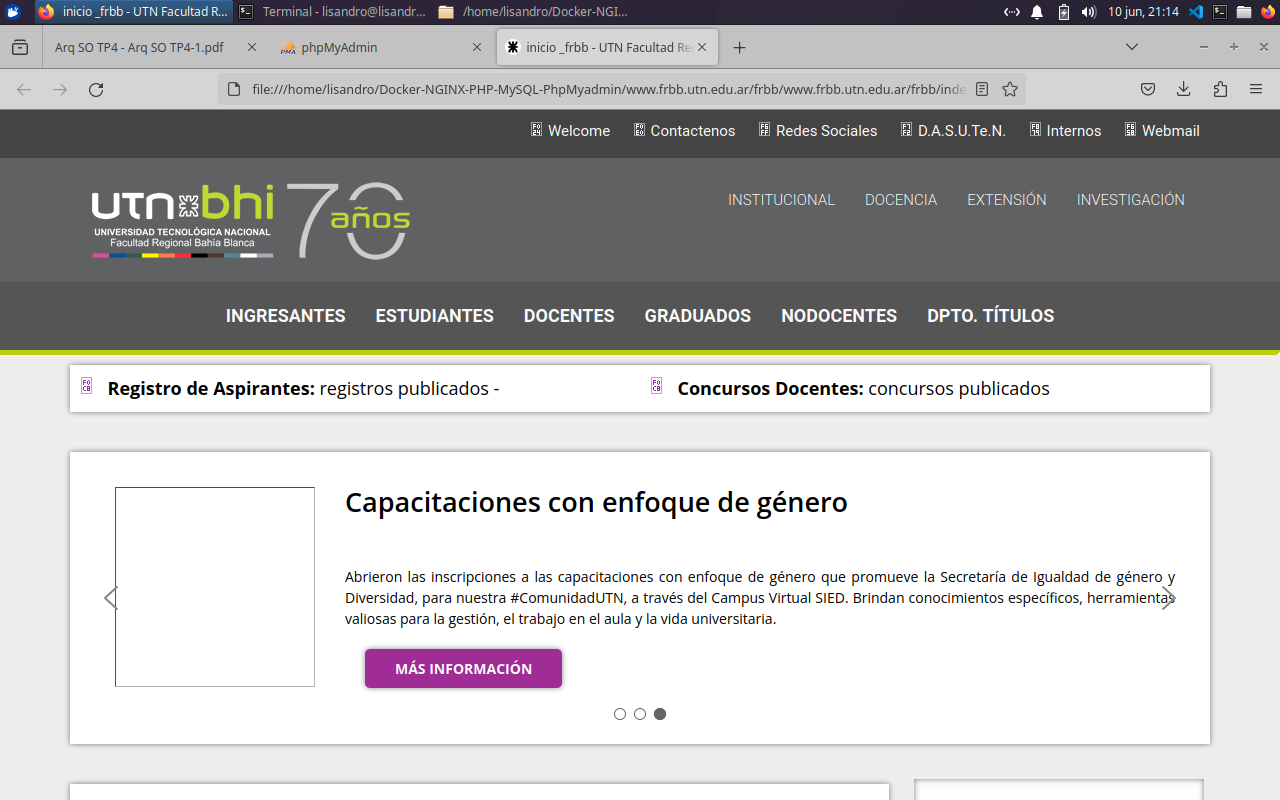 inicio _frbb - UTN Facultad R...
Terminal - lisandro@lisandr...
/home/lisandro/Docker-NGI...
10 jun, 21:14
Arq SO TP4 - Arq SO TP4-1.pdf
phpMyAdmin
inicio _frbb - UTN Facultad Re
file:///home/lisandro/Docker-NGINX-PHP-MySQL-PhpMyadmin/www.frbb.utn.edu.ar/frbb/www.frbb.utn.edu.ar/frbb/inde
Welcome
Contactenos
Redes Sociales
D.A.S.U.Te.N.
Internos
Webmail
UTN bhi 70 años
UNIVERSIDAD TECNOLÓGICA NACIONAL
Facultad Regional Bahía Blanca
INSTITUCIONAL
DOCENCIA
EXTENSIÓN
INVESTIGACIÓN
INGRESANTES
ESTUDIANTES
DOCENTES
GRADUADOS
NODOCENTES
DPTO. TÍTULOS
Registro de Aspirantes: registros publicados -
Concursos Docentes: concursos publicados
Capacitaciones con enfoque de género
Abrieron las inscripciones a las capacitaciones con enfoque de género que promueve la Secretaría de Igualdad de género y
Diversidad, para nuestra #ComunidadUTN, a través del Campus Virtual SIED. Brindan conocimientos específicos, herramientas
valiosas para la gestión, el trabajo en el aula y la vida universitaria.
MÁS INFORMACIÓN